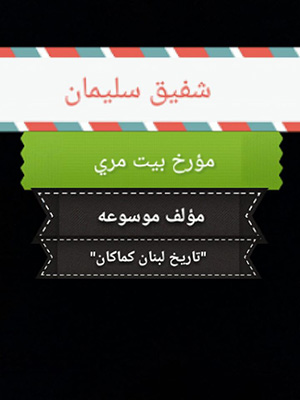 شفيق سليمان
مؤرخ بيت مري
مؤلف موسوعه
"تاريخ لبنان كماكان"